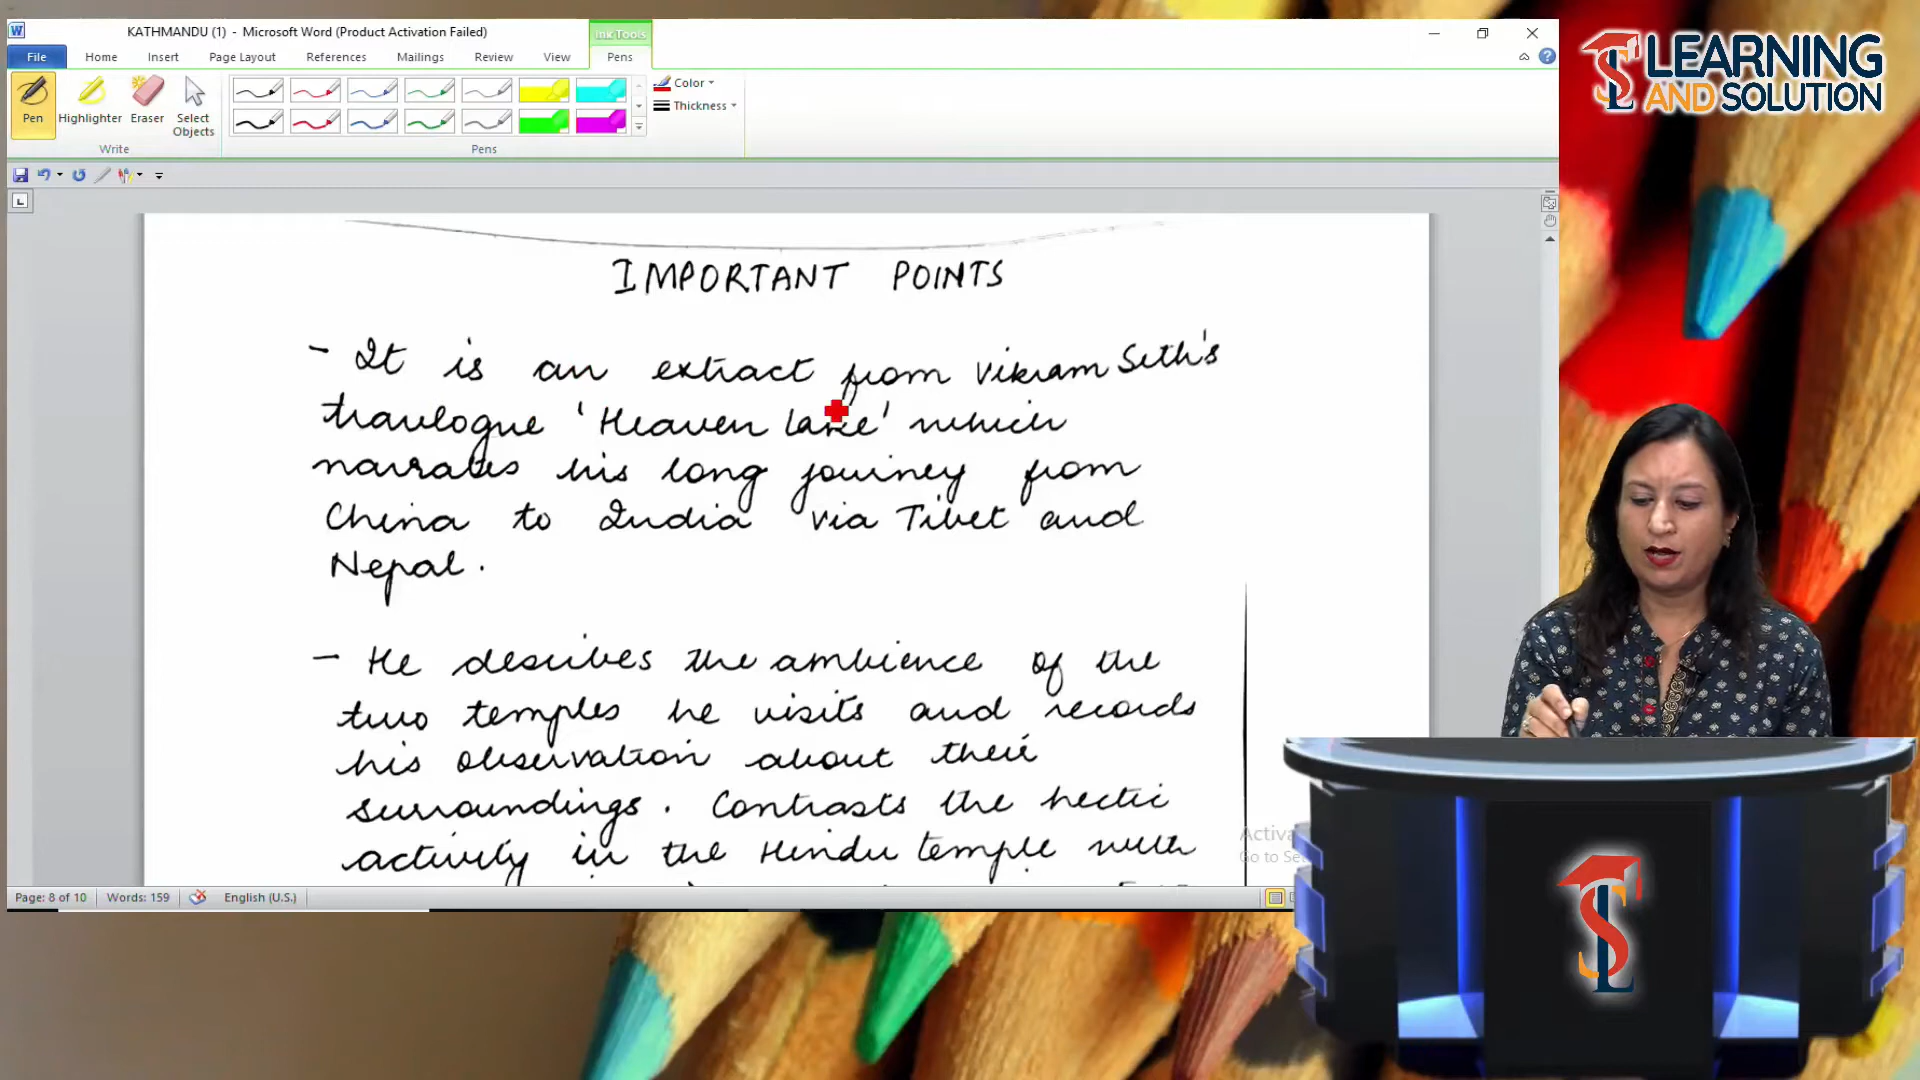 KATHMANDU (1) - Microsoft Word (Product Activation Failed)
Ink Tools
File Home Insert Page Layout References Mailings Review View Pens
Pen Highlighter Eraser Select Objects
Color
Thickness
Write Pens
LEARNING
AND SOLUTION
IMPORTANT POINTS
- It is an extract from Vikram Seth's
travelogue 'Heaven Lake' which
narrates his long journey from
China to India via Tibet and
Nepal.
- He describes the ambience of the
two temples he visits and records
his observation about their
surroundings. Contrasts the hectic
activity in the Hindu temple with
Activa
Go to Se
Page: 8 of 10 Words: 159 English (U.S.)